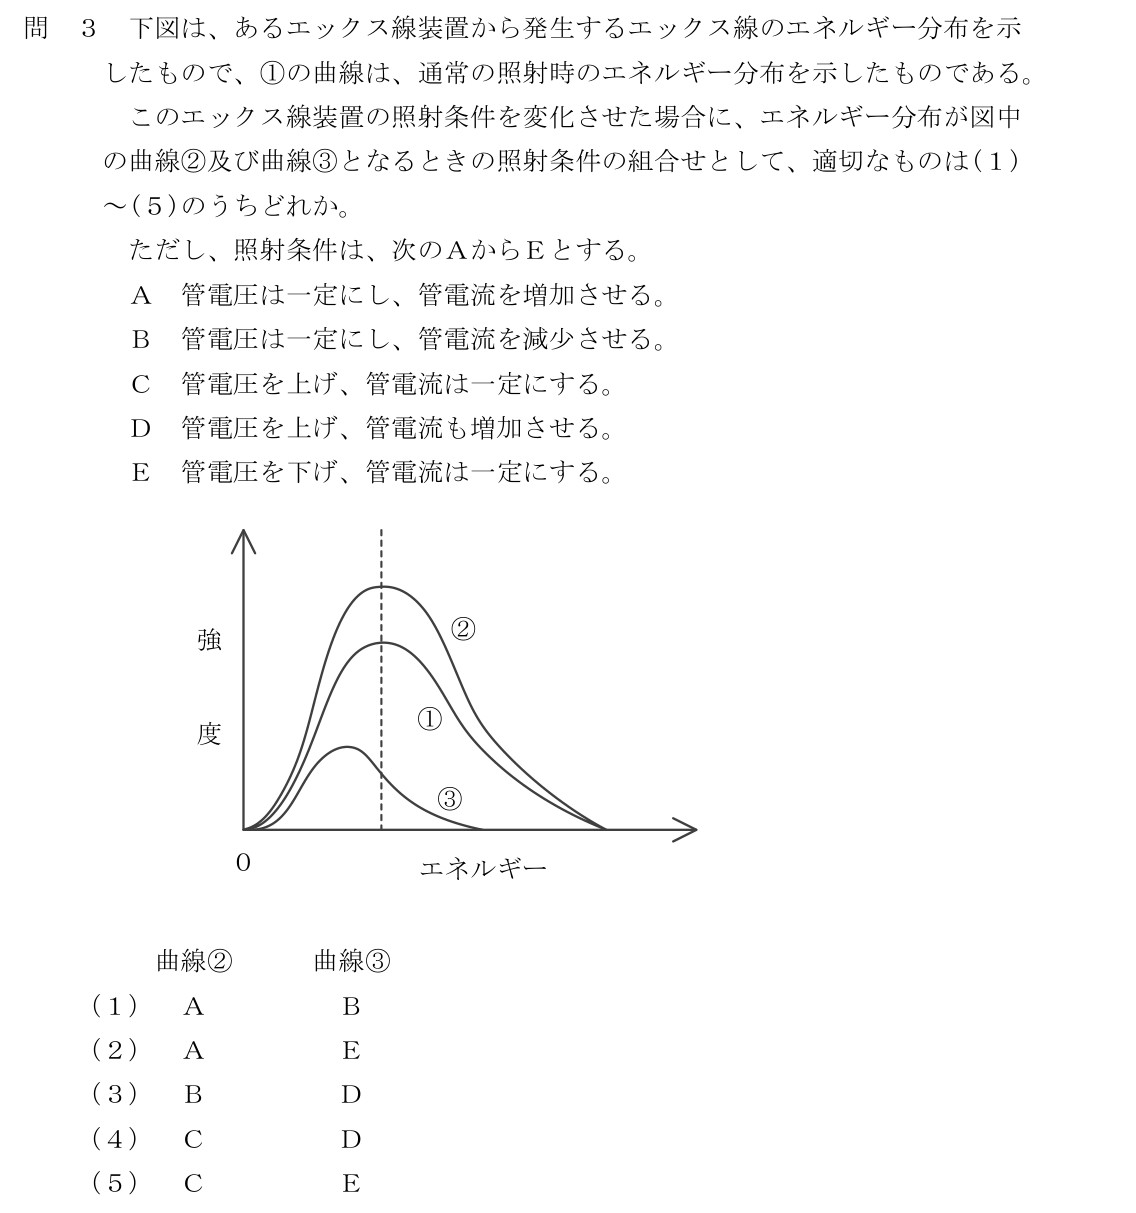 問　３　下図は、あるエックス線装置から発生するエックス線のエネルギー分布を示
したもので、①の曲線は、通常の照射時のエネルギー分布を示したものである。
このエックス線装置の照射条件を変化させた場合に、エネルギー分布が図中
の曲線②及び曲線③となるときの照射条件の組合せとして、適切なものは(１)
～(５)のうちどれか。
ただし、照射条件は、次のＡからＥとする。
Ａ　管電圧は一定にし、管電流を増加させる。
Ｂ　管電圧は一定にし、管電流を減少させる。
Ｃ　管電圧を上げ、管電流は一定にする。
Ｄ　管電圧を上げ、管電流も増加させる。
Ｅ　管電圧を下げ、管電流は一定にする。
②
強
①
度
③
0
エネルギー
曲線②　曲線③
(１)　Ａ　Ｂ
(２)　Ａ　Ｅ
(３)　Ｂ　Ｄ
(４)　Ｃ　Ｄ
(５)　Ｃ　Ｅ